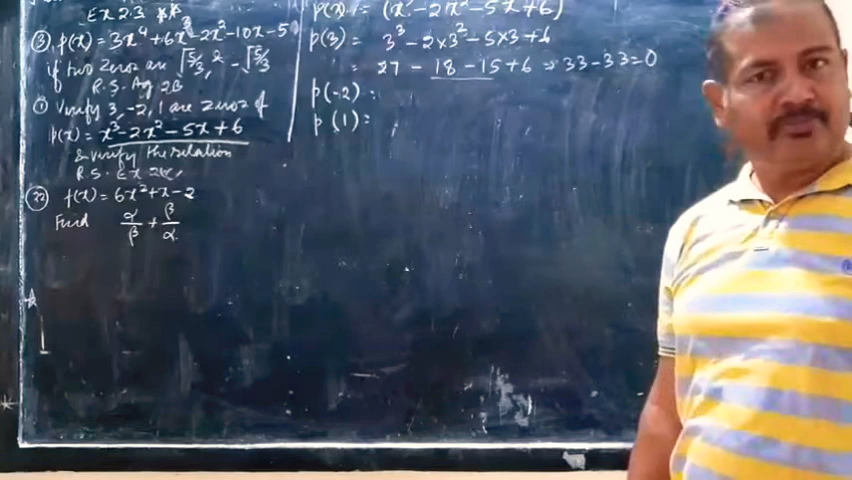 Ex 2.3 **
③ p(x) = 3x⁴ + 6x³ - 2x² - 10x - 5
if two zero are √5/3, & -√5/3
R.S. Ag 2B
① Verify 3, -2, 1 are zero of
p(x) = x³ - 2x² - 5x + 6
& verify the relation
R.S. Ex 2
㉒ f(x) = 6x² + x - 2
Find α/β + β/α
p(x) = (x³ - 2x² - 5x + 6)
p(3) = 3³ - 2×3² - 5×3 + 6
= 27 - 18 - 15 + 6 ⇒ 33 - 33 = 0
p(-2) :
p(1) :